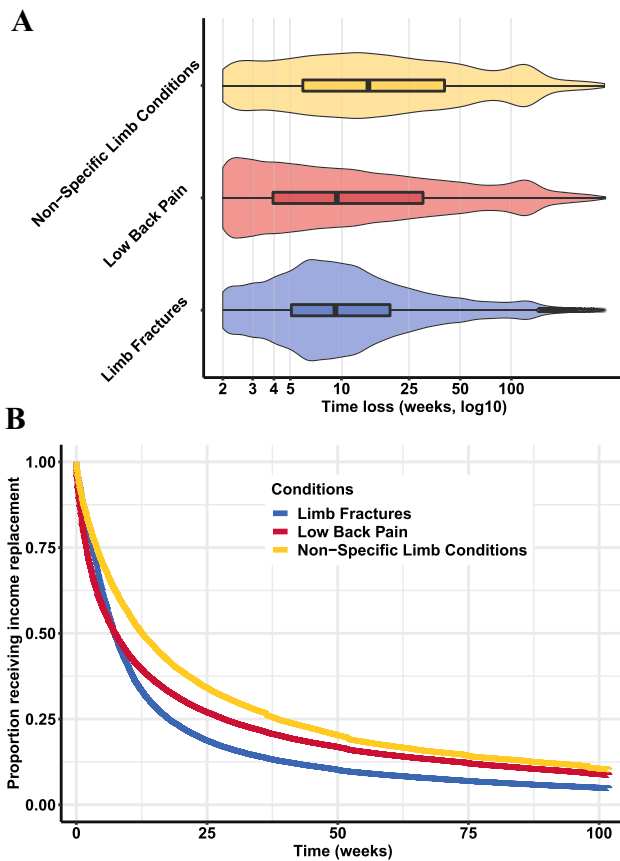 A
Non−Specific Limb Conditions
Low Back Pain
Limb Fractures
2 3 4 5 10 25 50 100
Time loss (weeks, log10)
B
Proportion receiving income replacement
1.00
0.75
0.50
0.25
0.00
Conditions
Limb Fractures
Low Back Pain
Non−Specific Limb Conditions
0 25 50 75 100
Time (weeks)